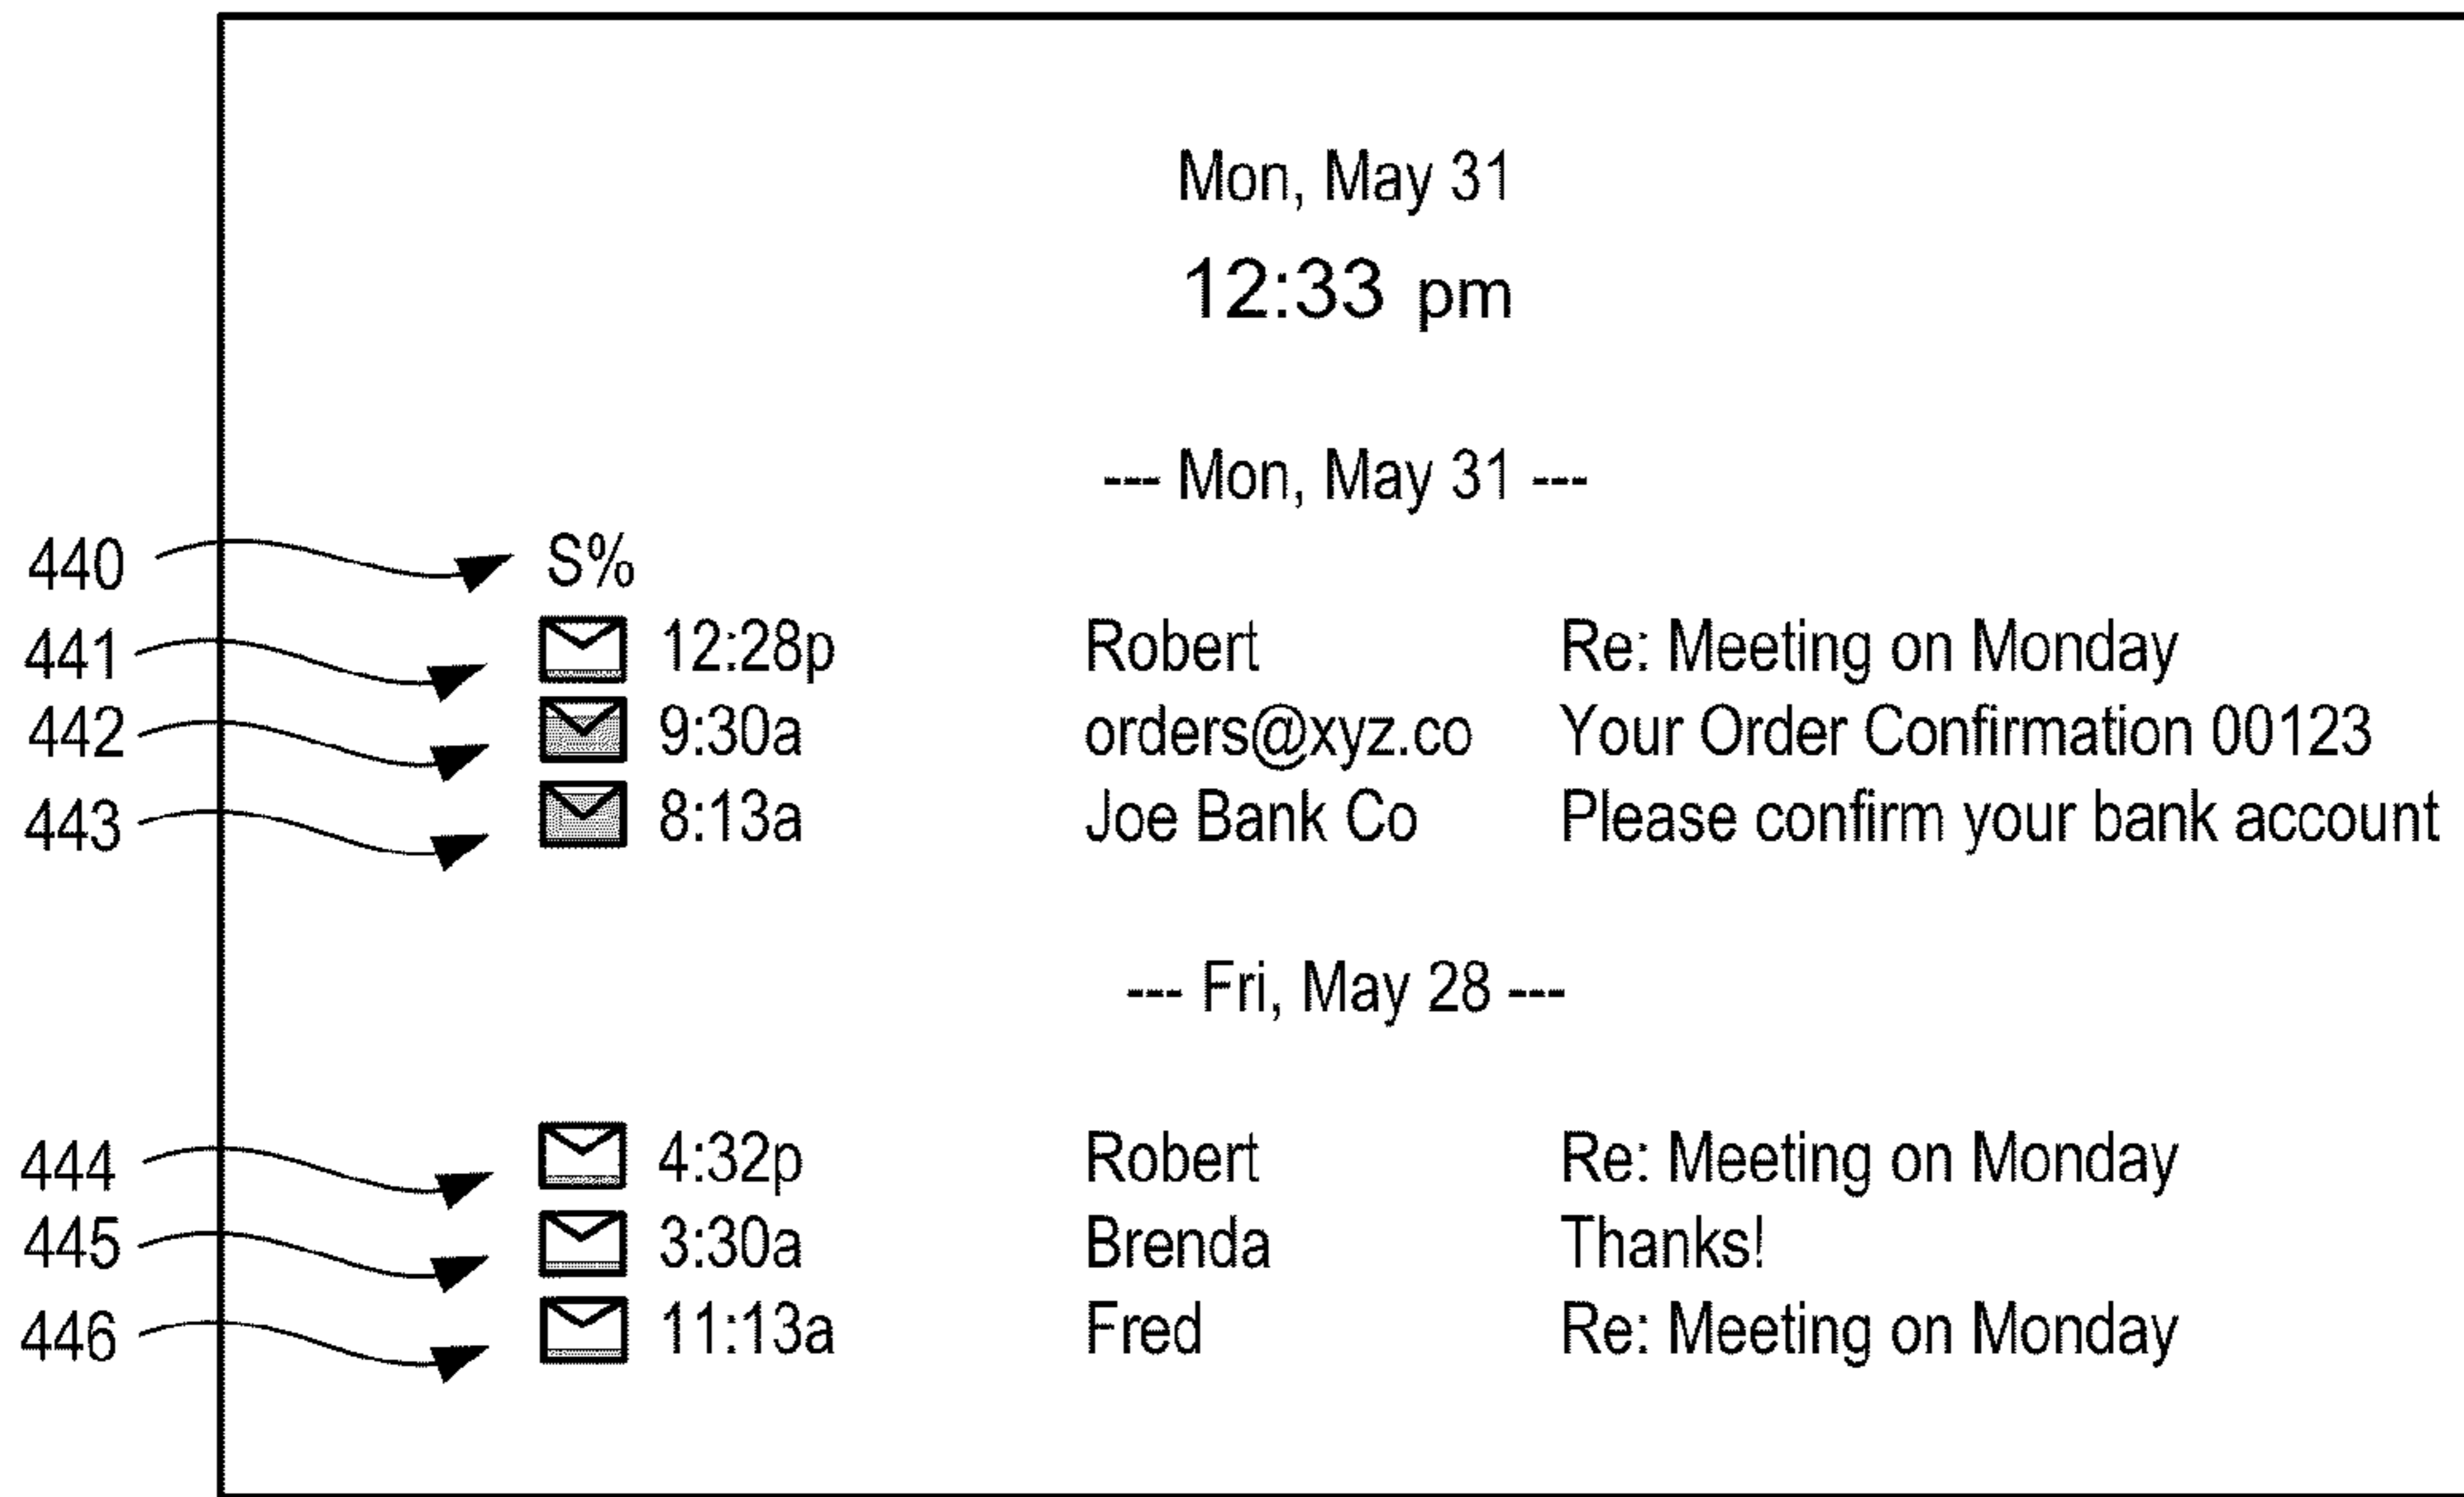 Mon, May 31
12:33 pm
--- Mon, May 31 ---
440 S%
441 12:28p Robert Re: Meeting on Monday
442 9:30a orders@xyz.co Your Order Confirmation 00123
443 8:13a Joe Bank Co Please confirm your bank account
--- Fri, May 28 ---
444 4:32p Robert Re: Meeting on Monday
445 3:30a Brenda Thanks!
446 11:13a Fred Re: Meeting on Monday